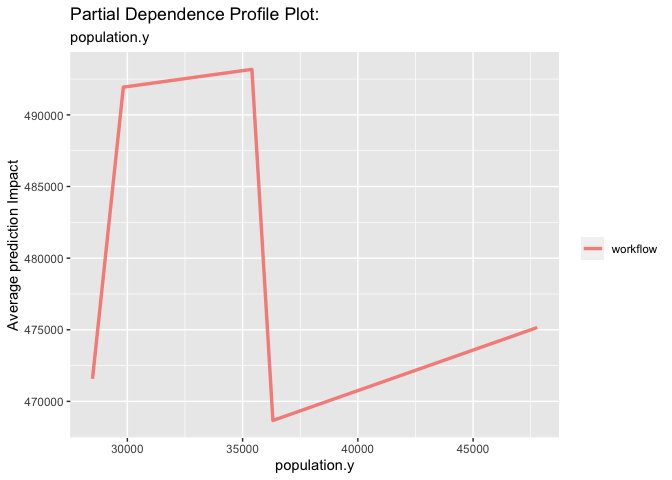 Partial Dependence Profile Plot:
population.y
Average prediction Impact
490000
485000
480000
475000
470000
30000
35000
40000
45000
population.y
workflow